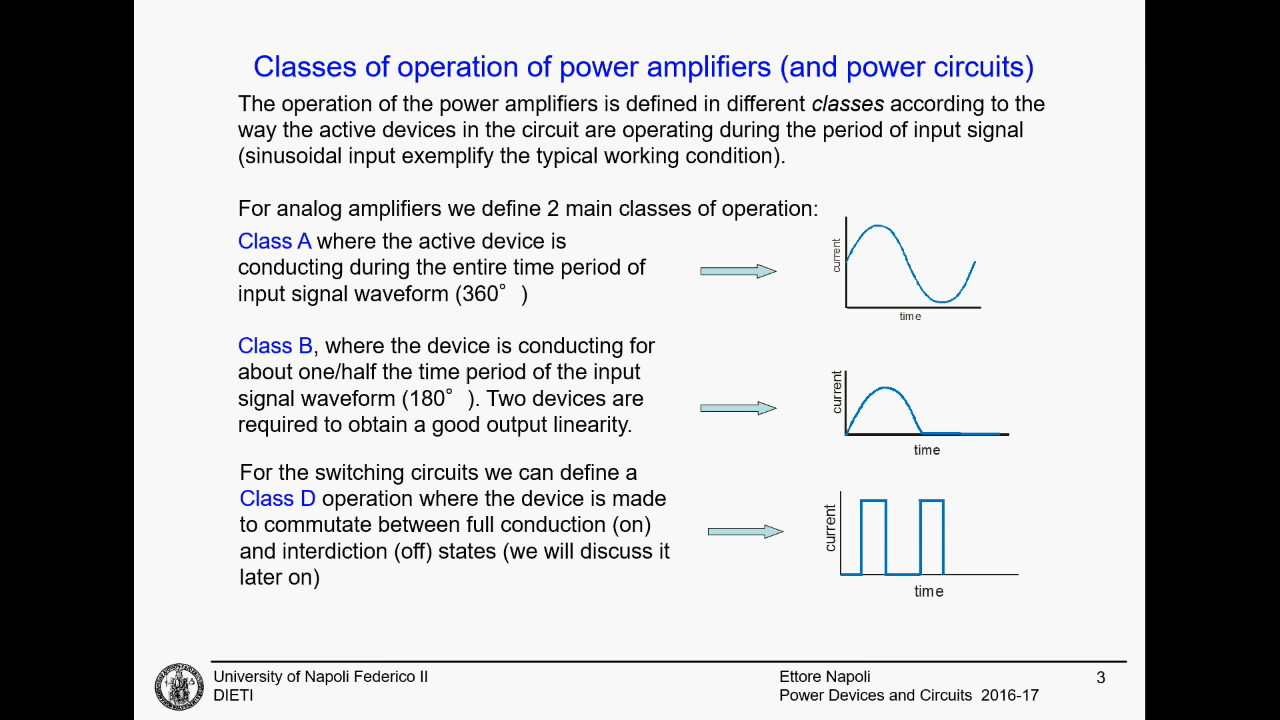 Classes of operation of power amplifiers (and power circuits)
The operation of the power amplifiers is defined in different classes according to the
way the active devices in the circuit are operating during the period of input signal
(sinusoidal input exemplify the typical working condition).
For analog amplifiers we define 2 main classes of operation:
Class A where the active device is
conducting during the entire time period of
input signal waveform (360° )
current
time
Class B, where the device is conducting for
about one/half the time period of the input
signal waveform (180° ). Two devices are
required to obtain a good output linearity.
current
time
For the switching circuits we can define a
Class D operation where the device is made
to commutate between full conduction (on)
and interdiction (off) states (we will discuss it
later on)
current
time
University of Napoli Federico II
DIETI
Ettore Napoli
Power Devices and Circuits 2016-17
3